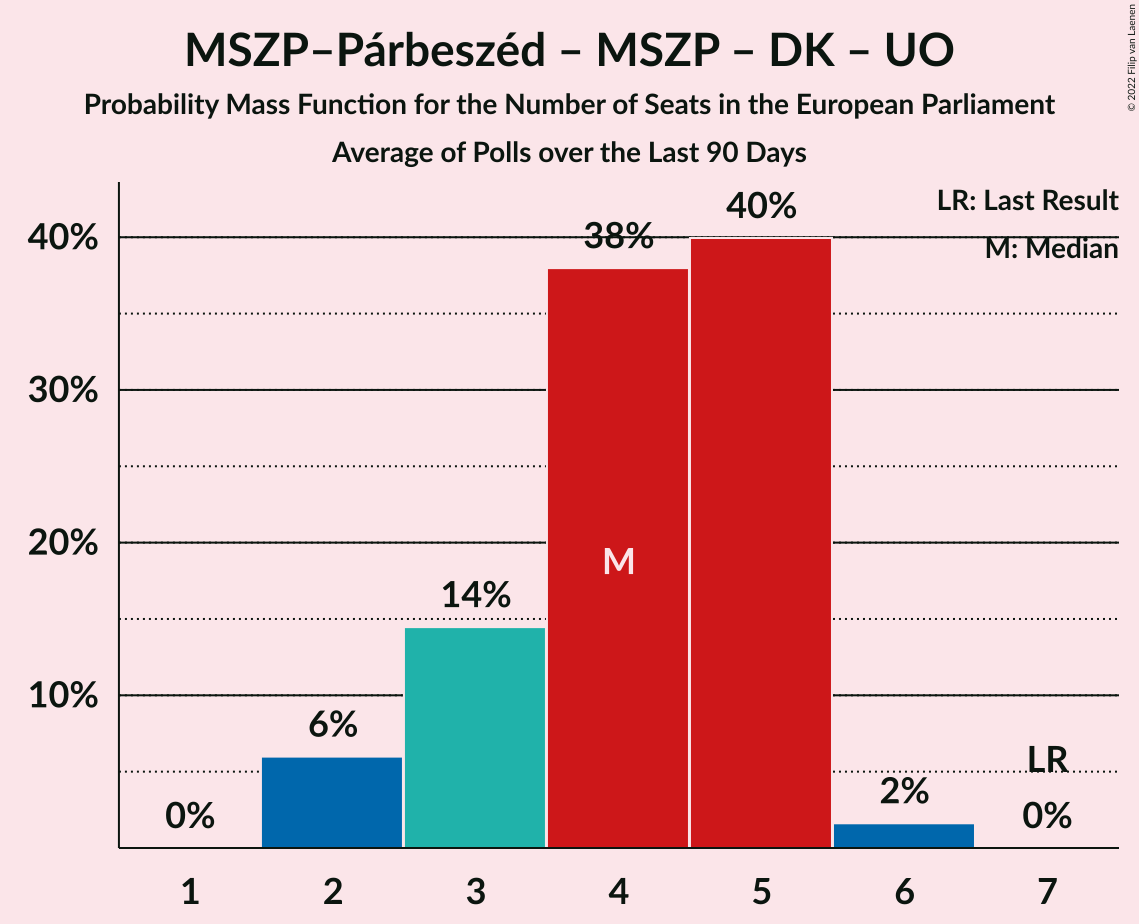 MSZP–Párbeszéd – MSZP – DK – UO
Probability Mass Function for the Number of Seats in the European Parliament
Average of Polls over the Last 90 Days
© 2022 Filip van Laenen
LR: Last Result
M: Median
40%
30%
20%
10%
0%
6%
14%
38%
40%
2%
0%
M
LR
1 2 3 4 5 6 7